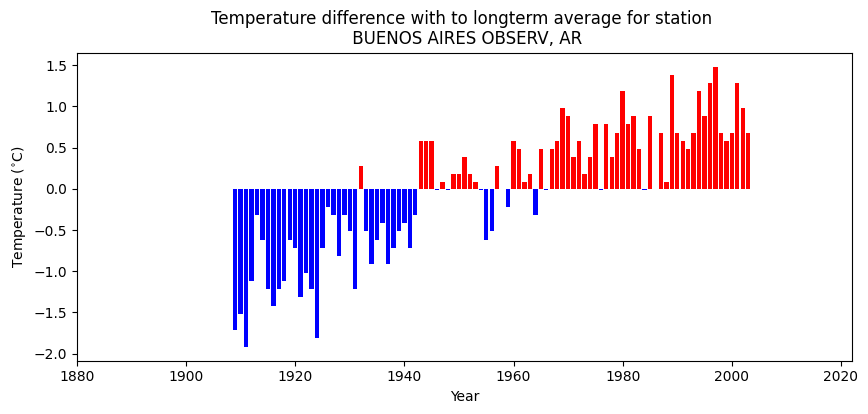 Temperature difference with to longterm average for station
BUENOS AIRES OBSERV, AR
1.5
1.0
0.5
0.0
−0.5
−1.0
−1.5
−2.0
Temperature (°C)
1880 1900 1920 1940 1960 1980 2000 2020
Year